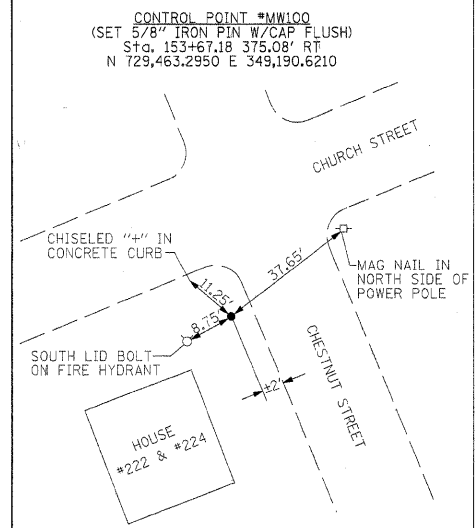 CONTROL POINT #MW100
(SET 5/8" IRON PIN W/CAP FLUSH)
Sta. 153+67.18 375.08' RT
N 729,463.2950 E 349,190.6210
CHURCH STREET
CHISELED "+" IN
CONCRETE CURB
37.65'
MAG NAIL IN
NORTH SIDE OF
POWER POLE
11.25'
8.75'
SOUTH LID BOLT
ON FIRE HYDRANT
CHESTNUT STREET
±2'
HOUSE
#222 & #224